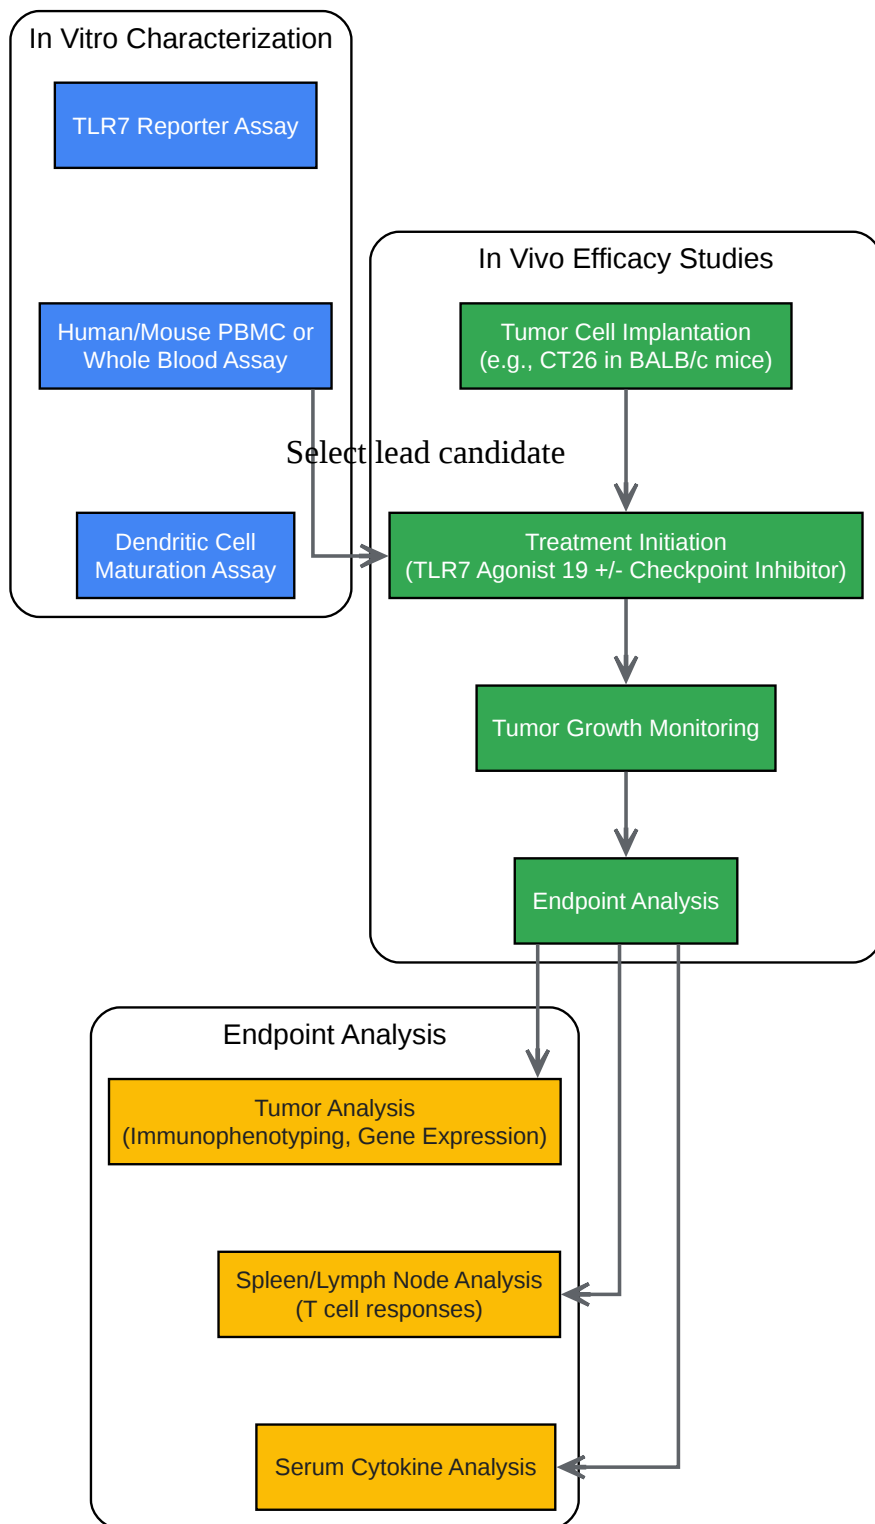 In Vitro Characterization
TLR7 Reporter Assay
Human/Mouse PBMC or
Whole Blood Assay
Dendritic Cell
Maturation Assay
Select lead candidate
In Vivo Efficacy Studies
Tumor Cell Implantation
(e.g., CT26 in BALB/c mice)
Treatment Initiation
(TLR7 Agonist 19 +/- Checkpoint Inhibitor)
Tumor Growth Monitoring
Endpoint Analysis
Endpoint Analysis
Tumor Analysis
(Immunophenotyping, Gene Expression)
Spleen/Lymph Node Analysis
(T cell responses)
Serum Cytokine Analysis